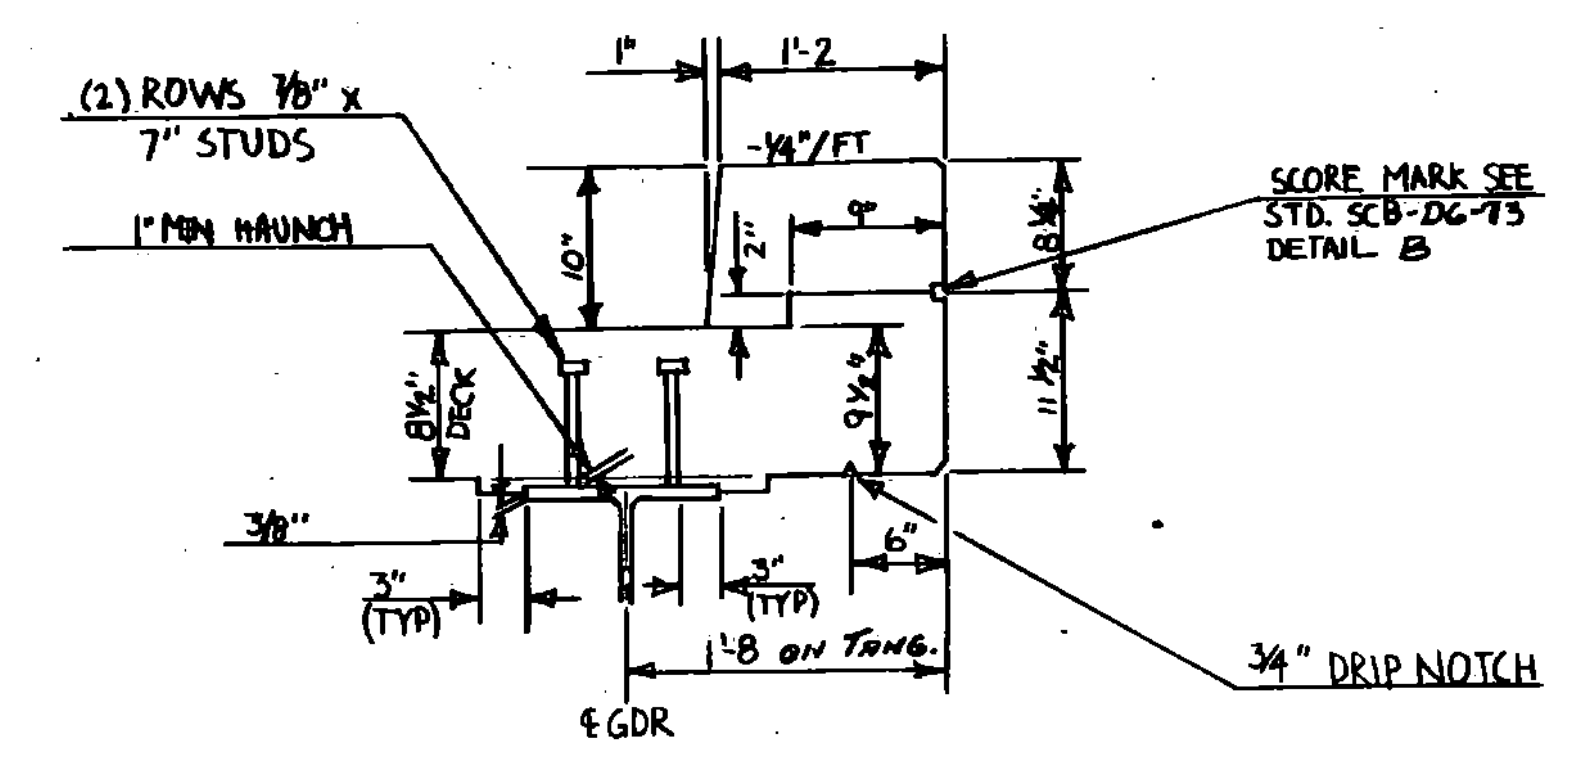 1"
1'-2
(2) ROWS 7/8" x
7" STUDS
-1/4"/FT
SCORE MARK SEE
STD. SCB-DG-73
DETAIL B
1" MIN HAUNCH
9"
2"
10"
8 1/2"
DECK
9 1/2"
11 1/2"
3/8"
6"
3"
(TYP)
3"
(TYP)
1'-8 ON TANG.
3/4" DRIP NOTCH
℄ GDR